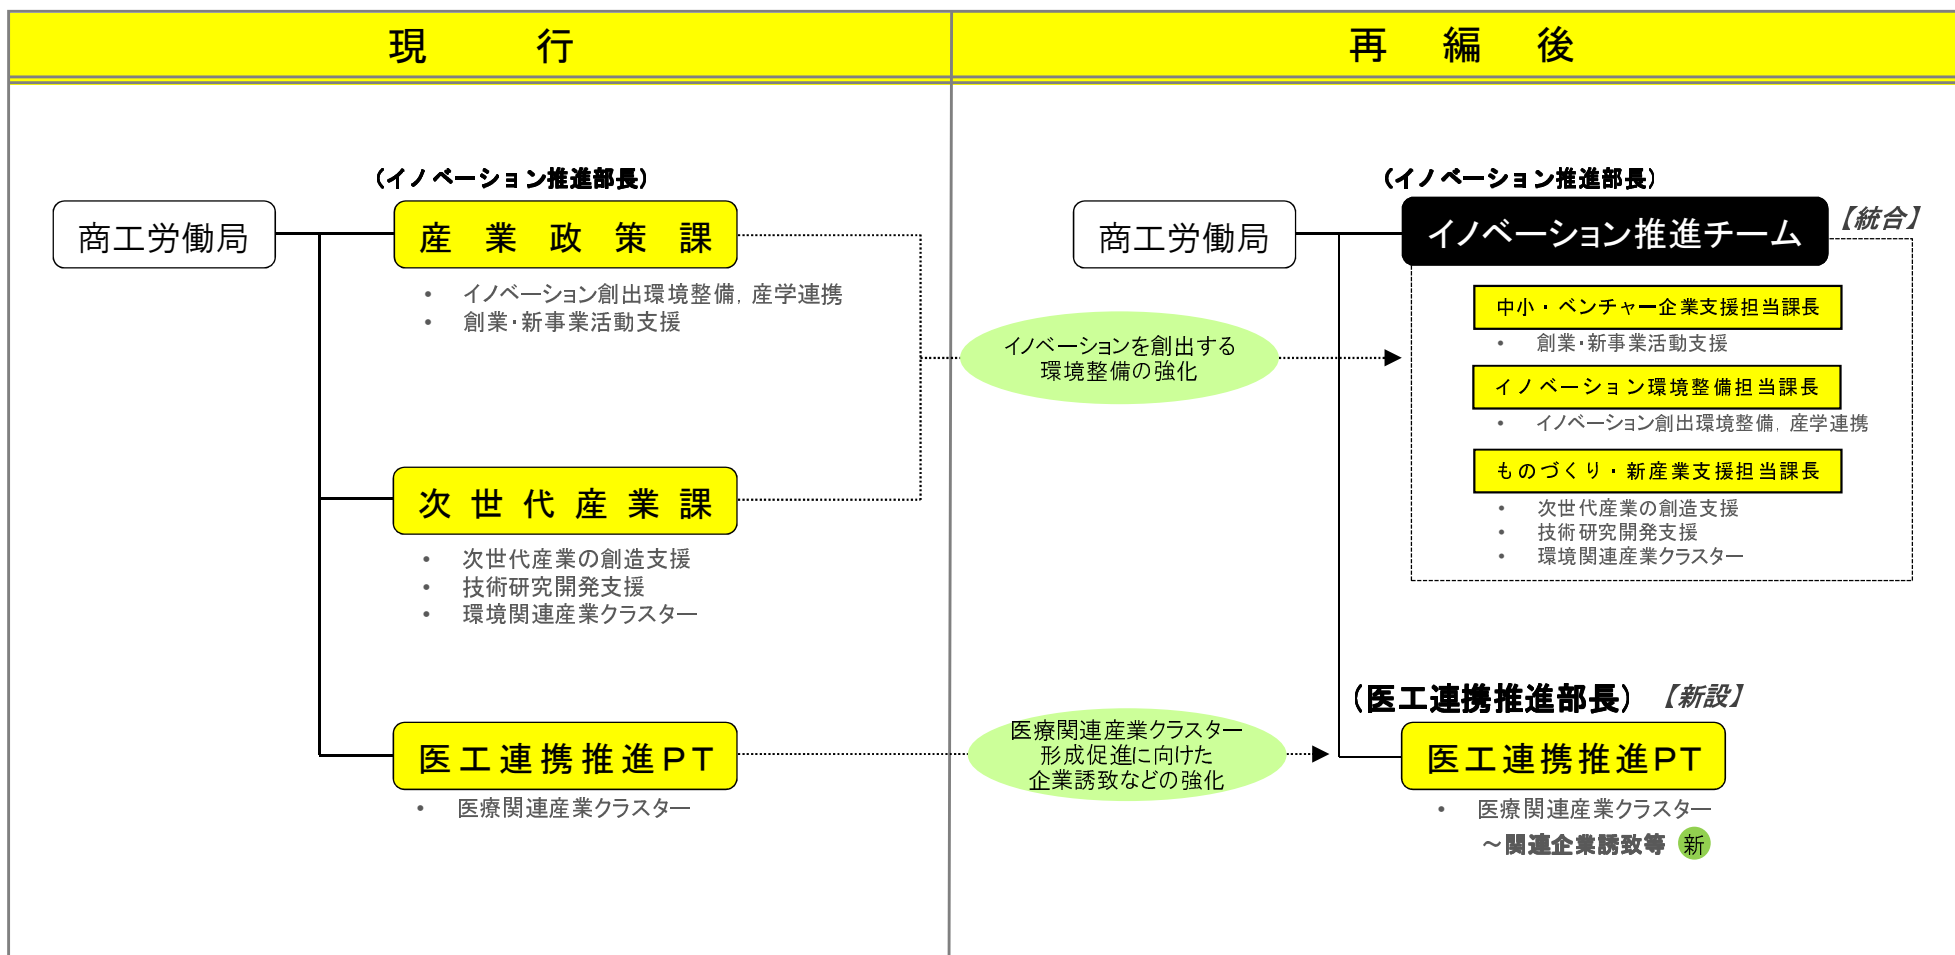 現行
再編後
（イノベーション推進部長）
商工労働局
産業政策課
・ イノベーション創出環境整備，産学連携
・ 創業・新事業活動支援
次世代産業課
・ 次世代産業の創造支援
・ 技術研究開発支援
・ 環境関連産業クラスター
医工連携推進PT
・ 医療関連産業クラスター
イノベーションを創出する
環境整備の強化
医療関連産業クラスター
形成促進に向けた
企業誘致などの強化
（イノベーション推進部長）
商工労働局
イノベーション推進チーム
【統合】
中小・ベンチャー企業支援担当課長
・ 創業・新事業活動支援
イノベーション環境整備担当課長
・ イノベーション創出環境整備，産学連携
ものづくり・新産業支援担当課長
・ 次世代産業の創造支援
・ 技術研究開発支援
・ 環境関連産業クラスター
（医工連携推進部長）【新設】
医工連携推進PT
・ 医療関連産業クラスター
～関連企業誘致等 新